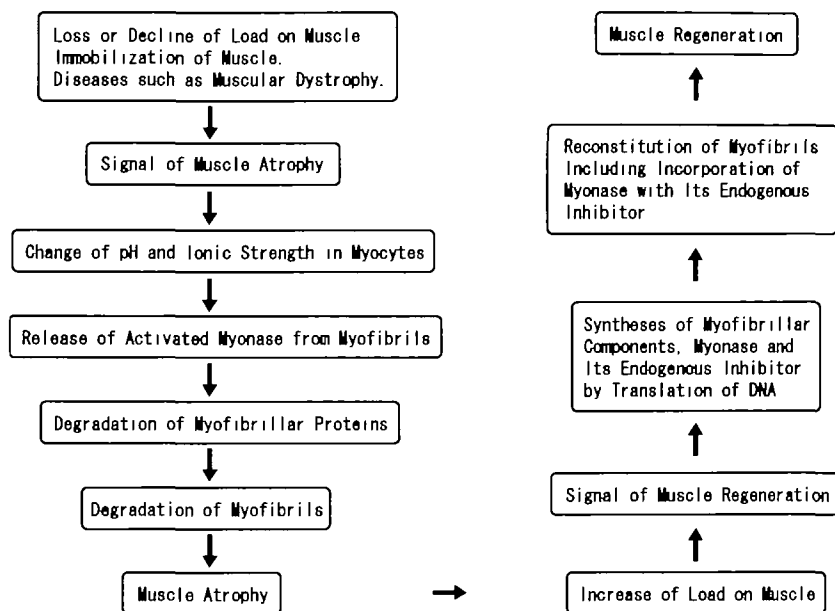 Loss or Decline of Load on Muscle
Immobilization of Muscle.
Diseases such as Muscular Dystrophy.
Signal of Muscle Atrophy
Change of pH and Ionic Strength in Myocytes
Release of Activated Myonase from Myofibrils
Degradation of Myofibrillar Proteins
Degradation of Myofibrils
Muscle Atrophy
Increase of Load on Muscle
Signal of Muscle Regeneration
Syntheses of Myofibrillar
Components, Myonase and
Its Endogenous Inhibitor
by Translation of DNA
Reconstitution of Myofibrils
Including Incorporation of
Myonase with Its Endogenous
Inhibitor
Muscle Regeneration